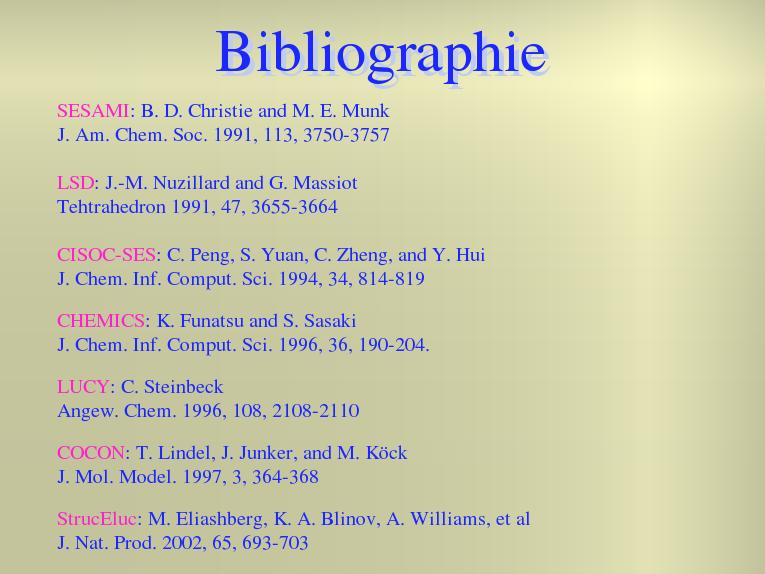 Bibliographie
SESAMI: B. D. Christie and M. E. Munk
J. Am. Chem. Soc. 1991, 113, 3750-3757
LSD: J.-M. Nuzillard and G. Massiot
Tehtrahedron 1991, 47, 3655-3664
CISOC-SES: C. Peng, S. Yuan, C. Zheng, and Y. Hui
J. Chem. Inf. Comput. Sci. 1994, 34, 814-819
CHEMICS: K. Funatsu and S. Sasaki
J. Chem. Inf. Comput. Sci. 1996, 36, 190-204.
LUCY: C. Steinbeck
Angew. Chem. 1996, 108, 2108-2110
COCON: T. Lindel, J. Junker, and M. Köck
J. Mol. Model. 1997, 3, 364-368
StrucEluc: M. Eliashberg, K. A. Blinov, A. Williams, et al
J. Nat. Prod. 2002, 65, 693-703